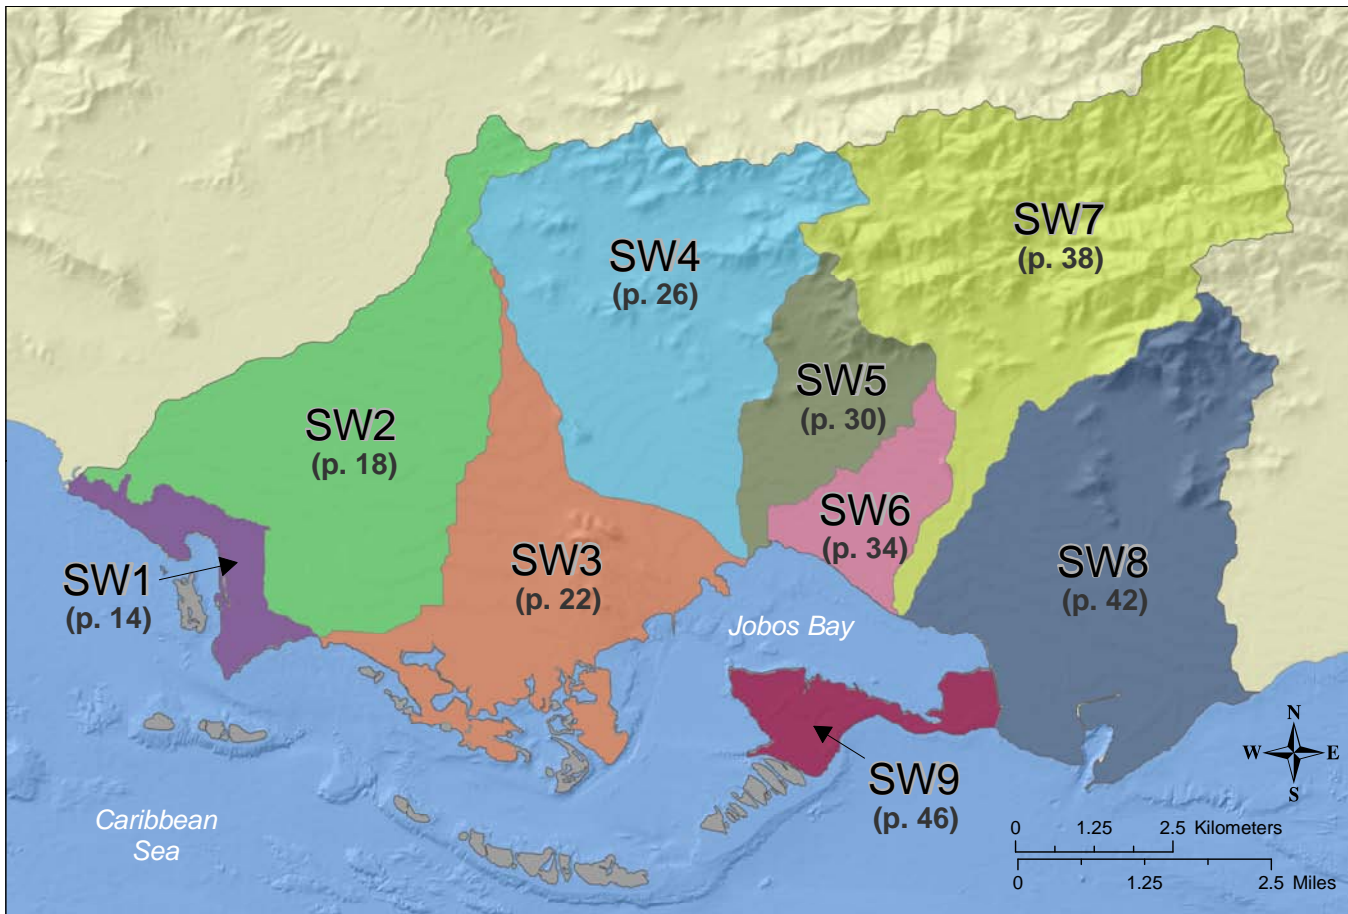 SW7
(p. 38)
SW4
(p. 26)
SW5
(p. 30)
SW2
(p. 18)
SW6
(p. 34)
SW3
(p. 22)
SW8
(p. 42)
SW1
(p. 14)
Jobos Bay
SW9
(p. 46)
Caribbean
Sea
N
W E
S
0 1.25 2.5 Kilometers
0 1.25 2.5 Miles